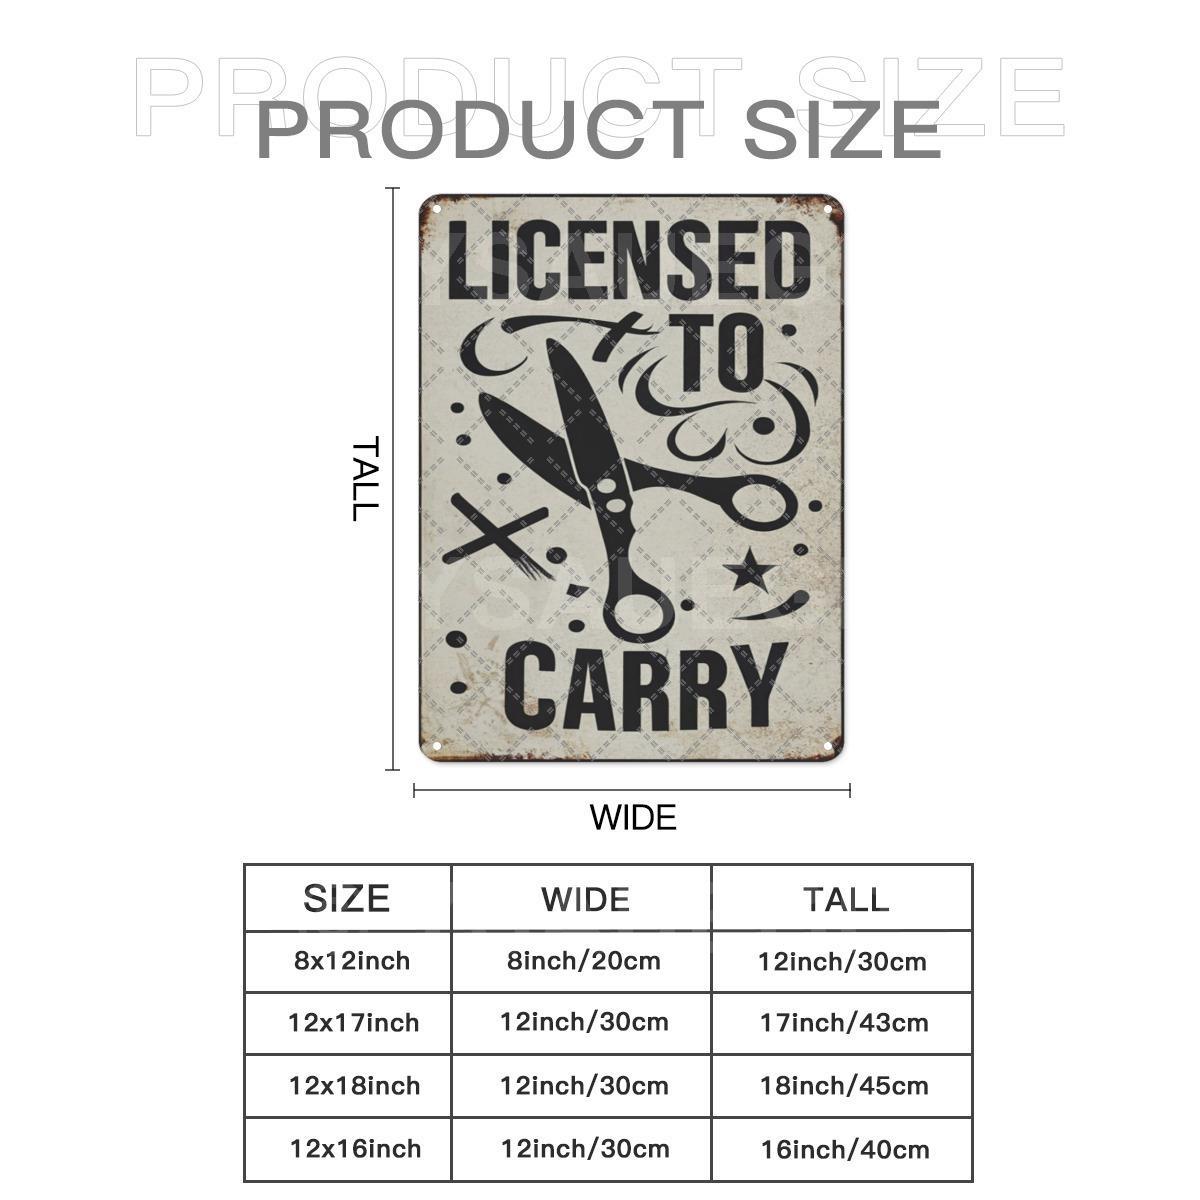 PRODUCT SIZE
PRODUCT SIZE
LICENSED
TO
CARRY
TALL
WIDE
SIZE WIDE TALL
8x12inch 8inch/20cm 12inch/30cm
12x17inch 12inch/30cm 17inch/43cm
12x18inch 12inch/30cm 18inch/45cm
12x16inch 12inch/30cm 16inch/40cm